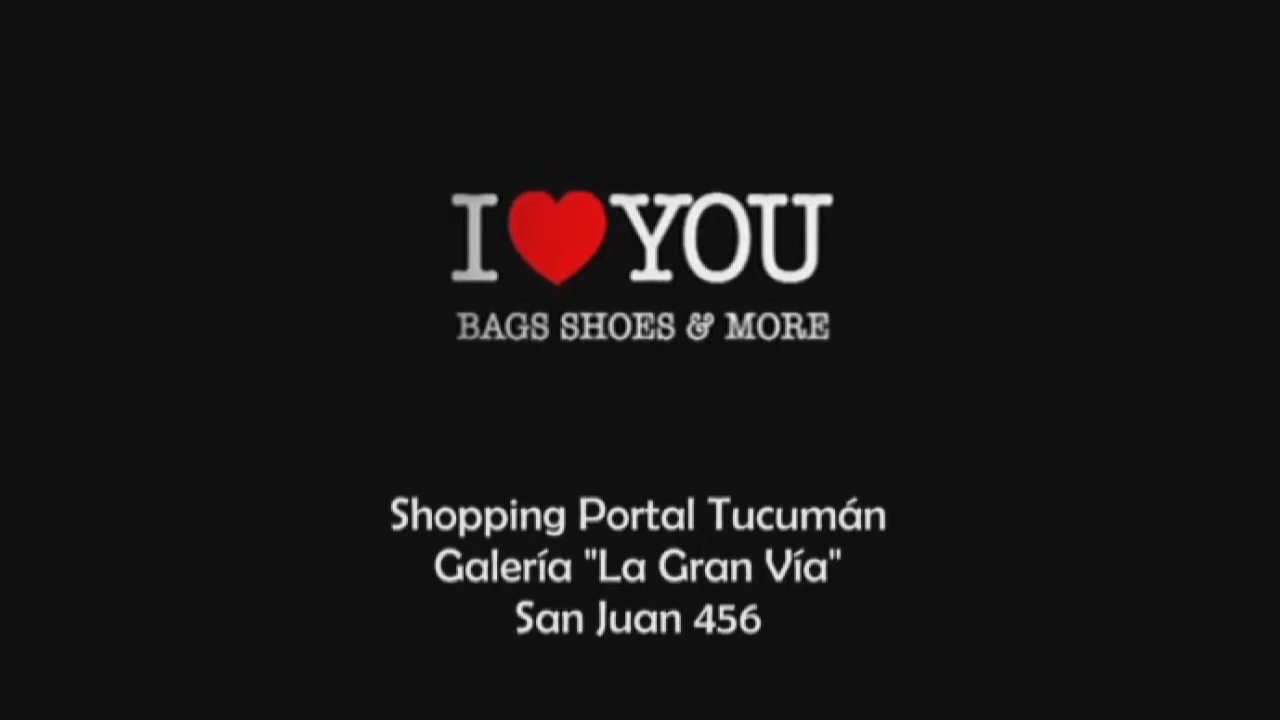 I ❤ YOU
BAGS SHOES & MORE
Shopping Portal Tucumán
Galería "La Gran Vía"
San Juan 456